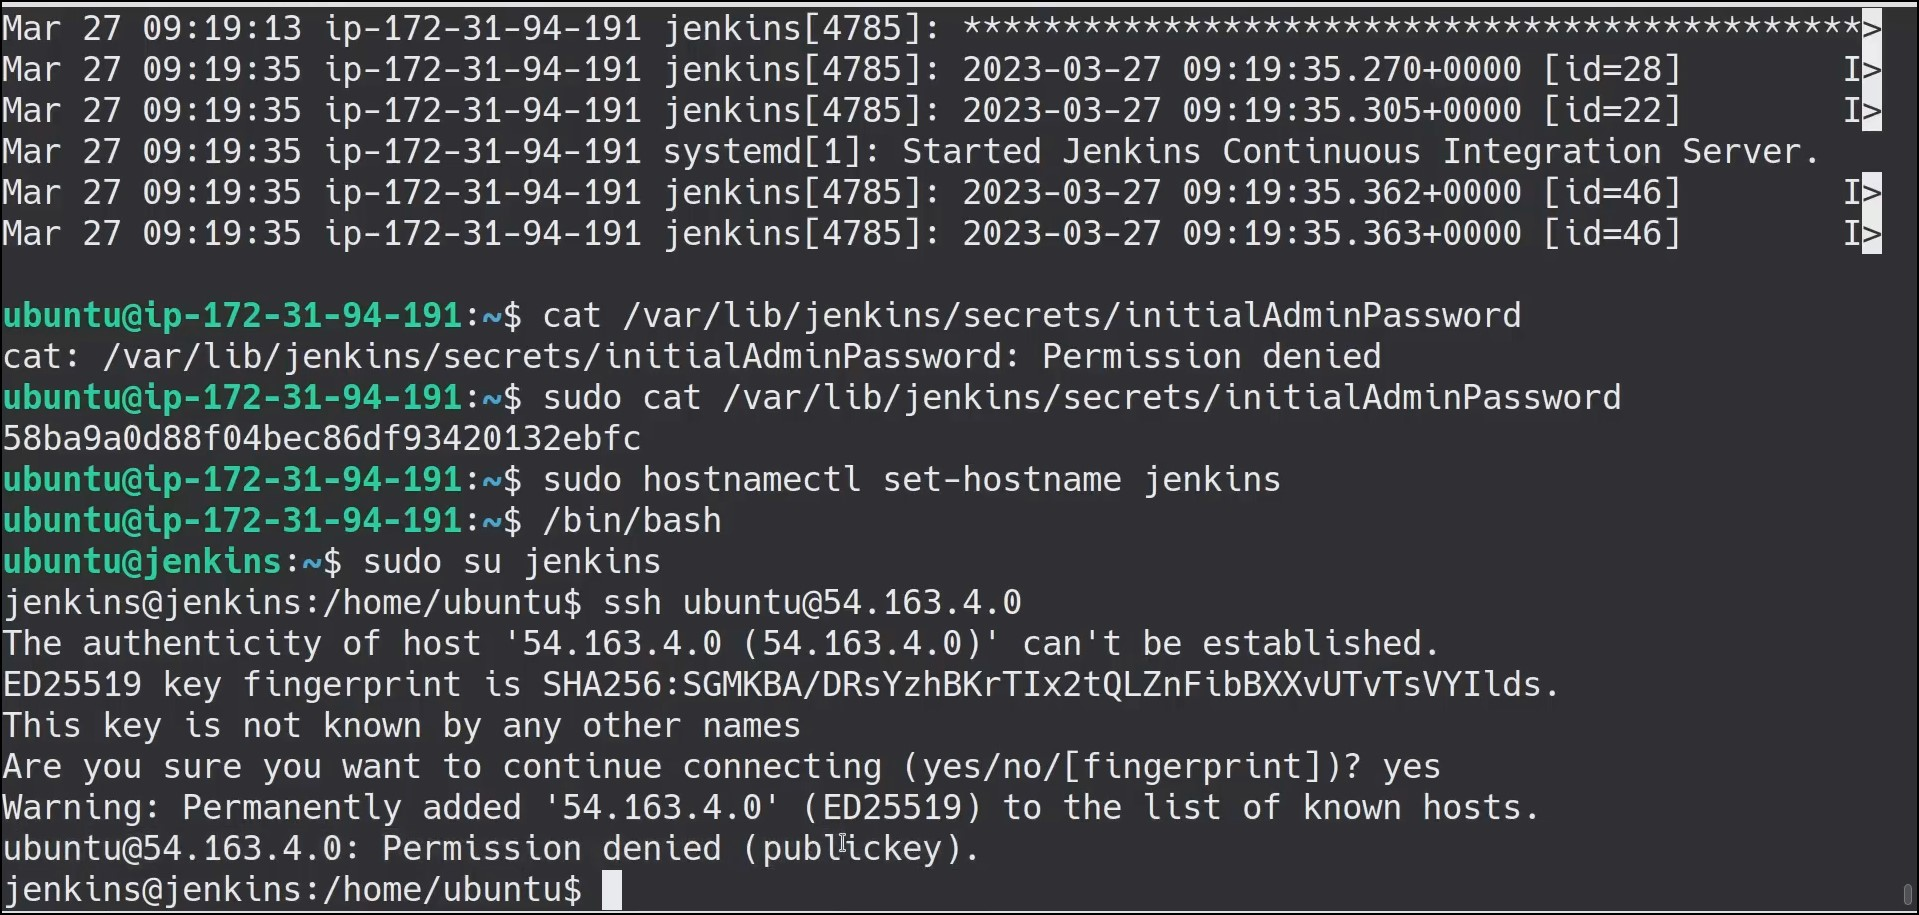 Mar 27 09:19:13 ip-172-31-94-191 jenkins[4785]: *********************************************>
Mar 27 09:19:35 ip-172-31-94-191 jenkins[4785]: 2023-03-27 09:19:35.270+0000 [id=28]        I>
Mar 27 09:19:35 ip-172-31-94-191 jenkins[4785]: 2023-03-27 09:19:35.305+0000 [id=22]        I>
Mar 27 09:19:35 ip-172-31-94-191 systemd[1]: Started Jenkins Continuous Integration Server.
Mar 27 09:19:35 ip-172-31-94-191 jenkins[4785]: 2023-03-27 09:19:35.362+0000 [id=46]        I>
Mar 27 09:19:35 ip-172-31-94-191 jenkins[4785]: 2023-03-27 09:19:35.363+0000 [id=46]        I>
ubuntu@ip-172-31-94-191:~$ cat /var/lib/jenkins/secrets/initialAdminPassword
cat: /var/lib/jenkins/secrets/initialAdminPassword: Permission denied
ubuntu@ip-172-31-94-191:~$ sudo cat /var/lib/jenkins/secrets/initialAdminPassword
58ba9a0d88f04bec86df93420132ebfc
ubuntu@ip-172-31-94-191:~$ sudo hostnamectl set-hostname jenkins
ubuntu@ip-172-31-94-191:~$ /bin/bash
ubuntu@jenkins:~$ sudo su jenkins
jenkins@jenkins:/home/ubuntu$ ssh ubuntu@54.163.4.0
The authenticity of host '54.163.4.0 (54.163.4.0)' can't be established.
ED25519 key fingerprint is SHA256:SGMKBA/DRsYzhBKrTIx2tQLZnFibBXXvUTvTsVYIlds.
This key is not known by any other names
Are you sure you want to continue connecting (yes/no/[fingerprint])? yes
Warning: Permanently added '54.163.4.0' (ED25519) to the list of known hosts.
ubuntu@54.163.4.0: Permission denied (publickey).
jenkins@jenkins:/home/ubuntu$